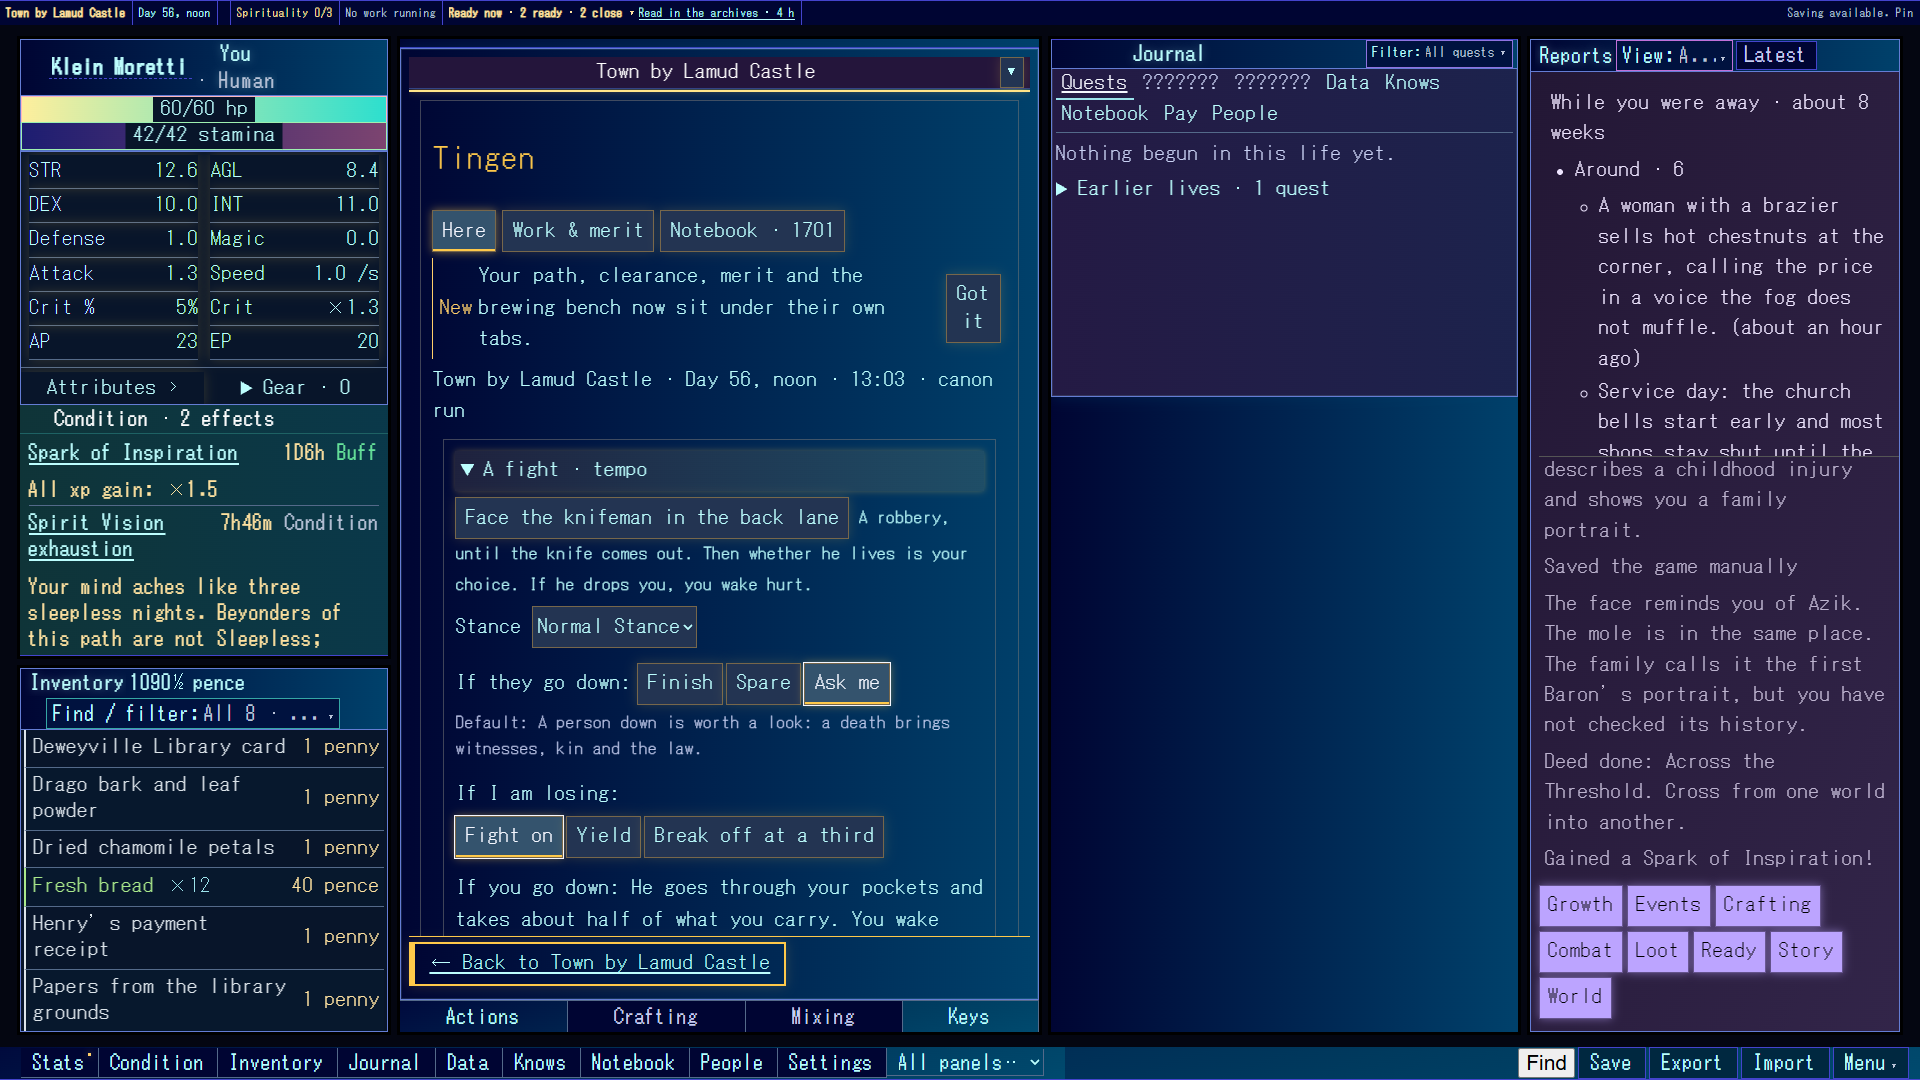 Town by Lamud Castle
Day 56, noon
Spirituality 0/3
No work running
Ready now · 2 ready · 2 close ▾
Read in the archives · 4 h
Saving available. Pin
Klein Moretti · You
Human
60/60 hp
42/42 stamina
STR 12.6 AGL 8.4
DEX 10.0 INT 11.0
Defense 1.0 Magic 0.0
Attack 1.3 Speed 1.0 /s
Crit % 5% Crit ×1.3
AP 23 EP 20
Attributes › ▶ Gear · 0
Condition · 2 effects
Spark of Inspiration 1D6h Buff
All xp gain: ×1.5
Spirit Vision exhaustion 7h46m Condition
Your mind aches like three
sleepless nights. Beyonders of
this path are not Sleepless;
Inventory 1090½ pence
Find / filter: All 8 · ... ▾
Deweyville Library card 1 penny
Drago bark and leaf
powder 1 penny
Dried chamomile petals 1 penny
Fresh bread ×12 40 pence
Henry's payment
receipt 1 penny
Papers from the library
grounds 1 penny
Town by Lamud Castle ▼
Tingen
Here
Work & merit
Notebook · 1701
New
Your path, clearance, merit and the
brewing bench now sit under their own
tabs.
Got
it
Town by Lamud Castle · Day 56, noon · 13:03 · canon
run
▼ A fight · tempo
Face the knifeman in the back lane A robbery,
until the knife comes out. Then whether he lives is your
choice. If he drops you, you wake hurt.
Stance Normal Stance
If they go down: Finish Spare Ask me
Default: A person down is worth a look: a death brings
witnesses, kin and the law.
If I am losing:
Fight on Yield Break off at a third
If you go down: He goes through your pockets and
takes about half of what you carry. You wake
← Back to Town by Lamud Castle
Actions Crafting Mixing Keys
Journal
Filter: All quests ▾
Quests ??????? ??????? Data Knows
Notebook Pay People
Nothing begun in this life yet.
▶ Earlier lives · 1 quest
Reports View: A... ▾ Latest
While you were away · about 8
weeks
• Around · 6
◦ A woman with a brazier
sells hot chestnuts at the
corner, calling the price
in a voice the fog does
not muffle. (about an hour
ago)
◦ Service day: the church
bells start early and most
shops stay shut until the
describes a childhood injury
and shows you a family
portrait.
Saved the game manually
The face reminds you of Azik.
The mole is in the same place.
The family calls it the first
Baron's portrait, but you have
not checked its history.
Deed done: Across the
Threshold. Cross from one world
into another.
Gained a Spark of Inspiration!
Growth Events Crafting
Combat Loot Ready Story
World
Stats Condition Inventory Journal Data Knows Notebook People Settings All panels··
Find Save Export Import Menu ▾